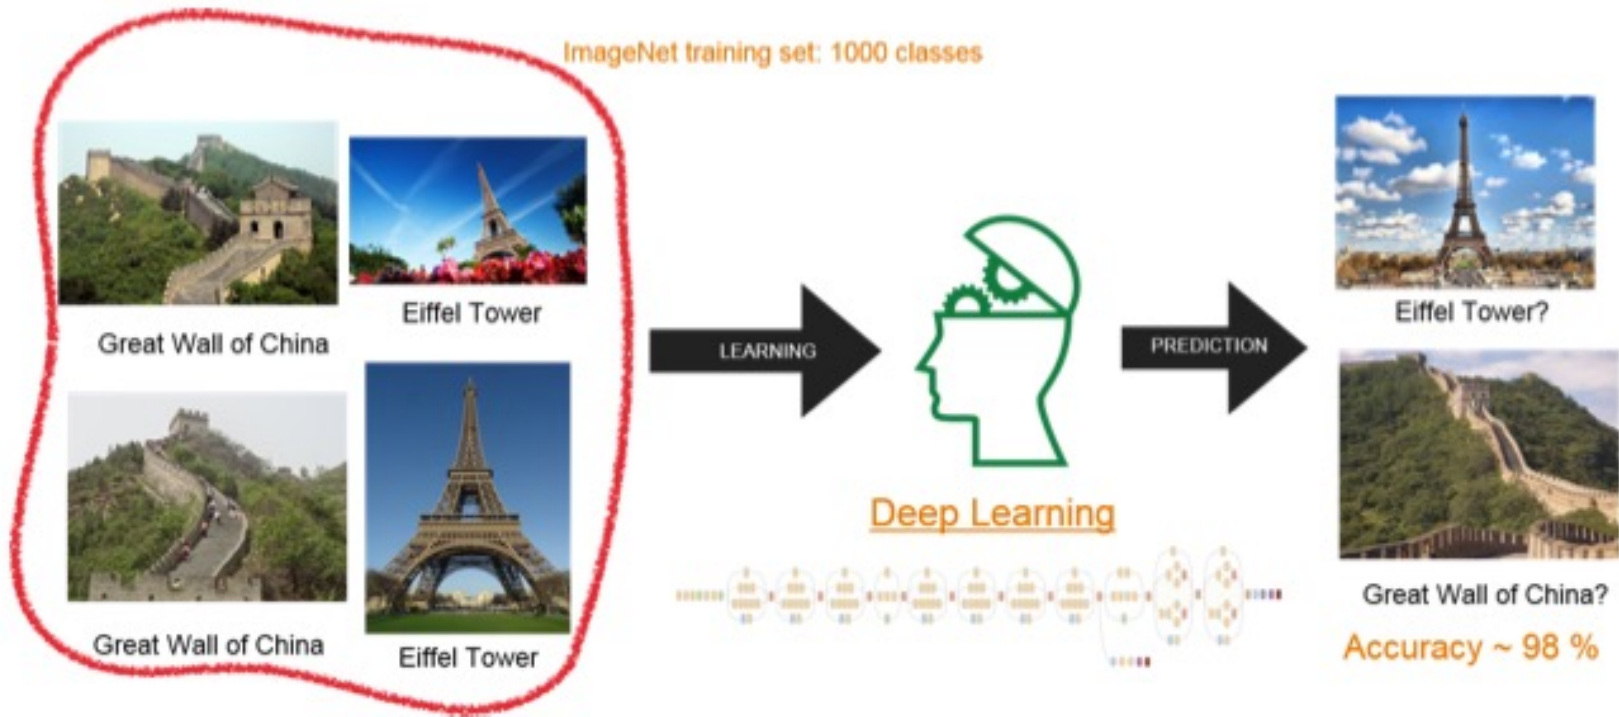 ImageNet training set: 1000 classes
Great Wall of China
Eiffel Tower
Great Wall of China
Eiffel Tower
LEARNING
Deep Learning
PREDICTION
Eiffel Tower?
Great Wall of China?
Accuracy ~ 98 %